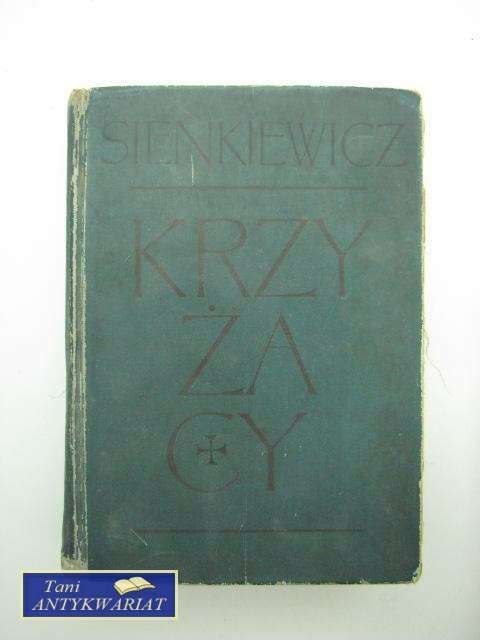 SIENKIEWICZ
KRZY
ŻA
CY
Tani
ANTYKWARIAT